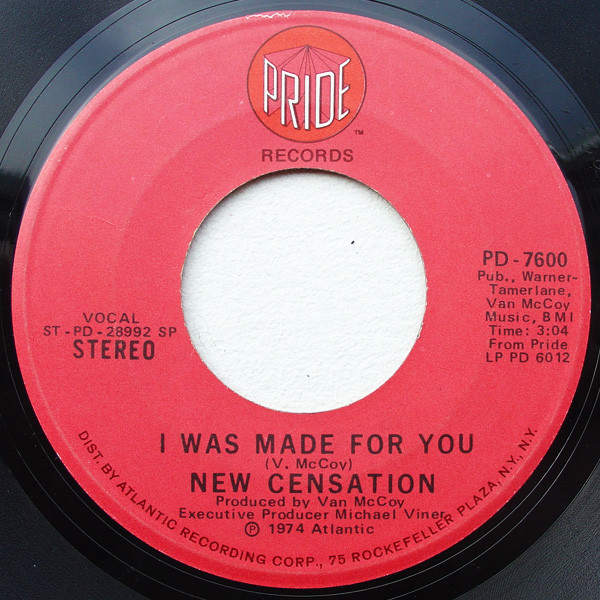 PRIDE
™
RECORDS
PD-7600
Pub., Warner-
Tamerlane,
Van McCoy
Music, BMI
Time: 3:04
From Pride
LP PD 6012
VOCAL
ST-PD-28992 SP
STEREO
I WAS MADE FOR YOU
(V. McCoy)
NEW CENSATION
Produced by Van McCoy
Executive Producer Michael Viner
Ⓟ 1974 Atlantic
DIST. BY ATLANTIC RECORDING CORP., 75 ROCKEFELLER PLAZA, N.Y., N.Y.